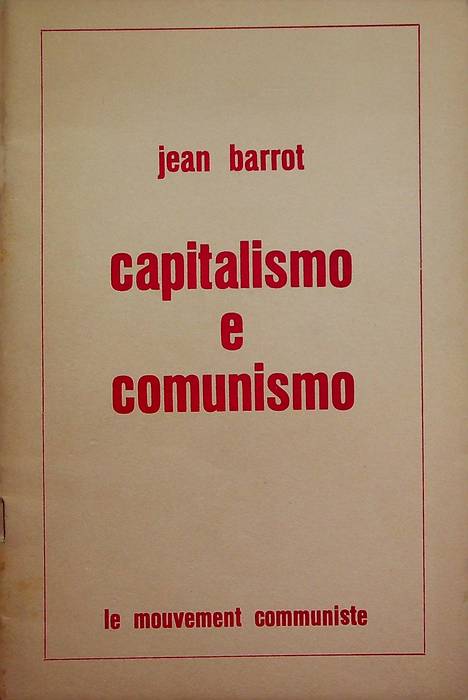 jean barrot
capitalismo
e
comunismo
le mouvement communiste